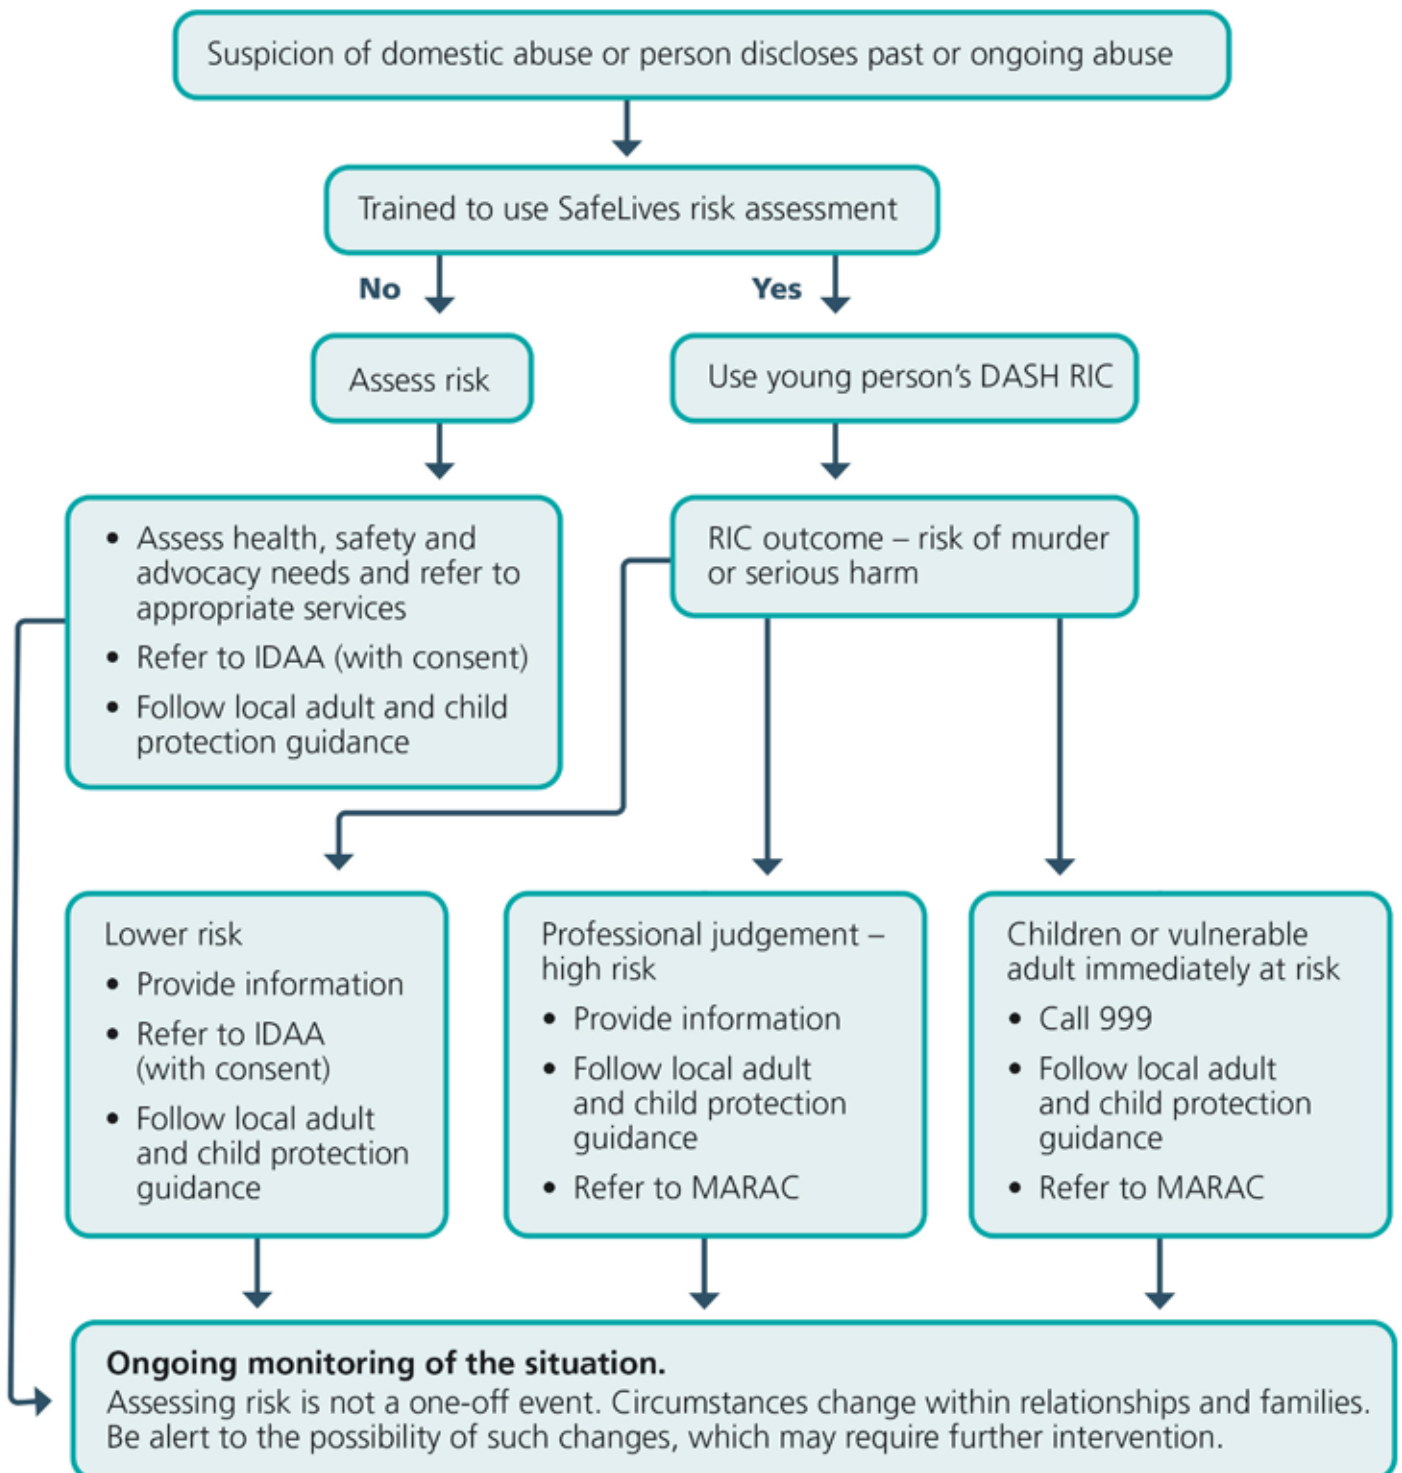 Suspicion of domestic abuse or person discloses past or ongoing abuse
Trained to use SafeLives risk assessment
No
Yes
Assess risk
Use young person's DASH RIC
• Assess health, safety and
advocacy needs and refer to
appropriate services
• Refer to IDAA (with consent)
• Follow local adult and child
protection guidance
RIC outcome – risk of murder
or serious harm
Lower risk
• Provide information
• Refer to IDAA
(with consent)
• Follow local adult
and child protection
guidance
Professional judgement –
high risk
• Provide information
• Follow local adult
and child protection
guidance
• Refer to MARAC
Children or vulnerable
adult immediately at risk
• Call 999
• Follow local adult
and child protection
guidance
• Refer to MARAC
Ongoing monitoring of the situation.
Assessing risk is not a one-off event. Circumstances change within relationships and families.
Be alert to the possibility of such changes, which may require further intervention.